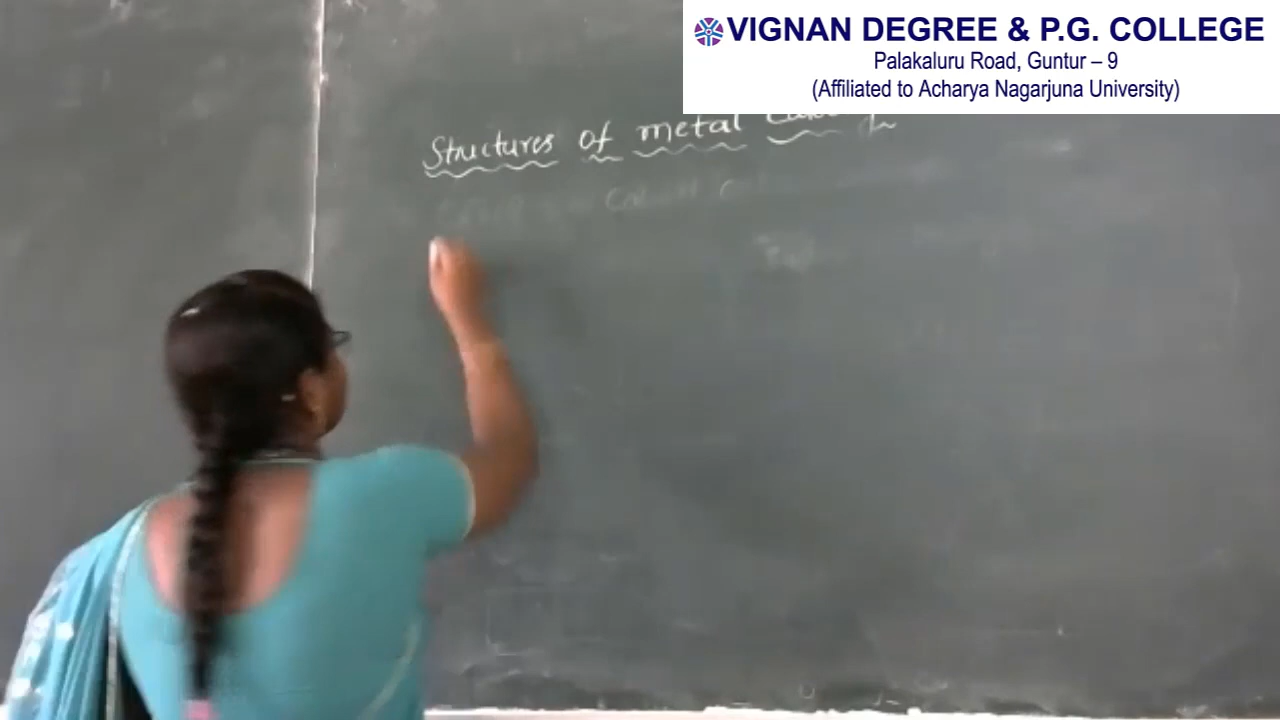 VIGNAN DEGREE & P.G. COLLEGE
Palakaluru Road, Guntur – 9
(Affiliated to Acharya Nagarjuna University)
Structures of metal